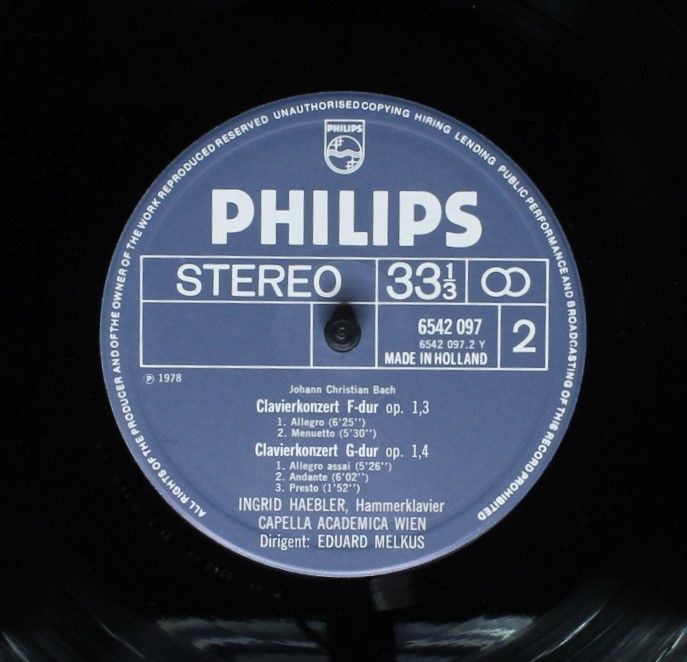 ALL RIGHTS OF THE PRODUCER AND OF THE OWNER OF THE WORK REPRODUCED RESERVED UNAUTHORISED COPYING HIRING LENDING PUBLIC PERFORMANCE AND BROADCASTING OF THIS RECORD PROHIBITED
PHILIPS
PHILIPS
STEREO 33 1/3
6542 097
6542 097.2 Y
MADE IN HOLLAND
2
℗ 1978
Johann Christian Bach
Clavierkonzert F-dur op. 1,3
1. Allegro (6'25'')
2. Menuetto (5'30'')
Clavierkonzert G-dur op. 1,4
1. Allegro assai (5'26'')
2. Andante (6'02'')
3. Presto (1'52'')
INGRID HAEBLER, Hammerklavier
CAPELLA ACADEMICA WIEN
Dirigent: EDUARD MELKUS